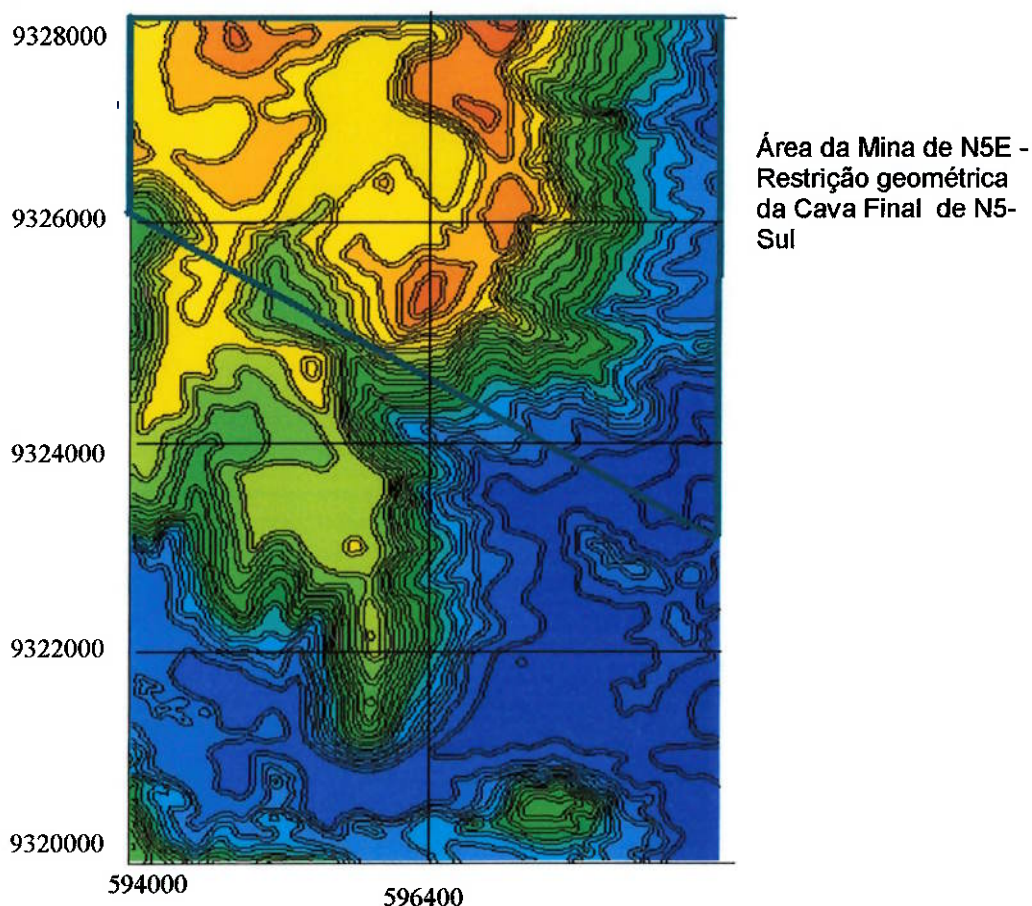 9328000
Área da Mina de N5E -
Restrição geométrica
da Cava Final de N5-
Sul
9326000
9324000
9322000
9320000
594000
596400